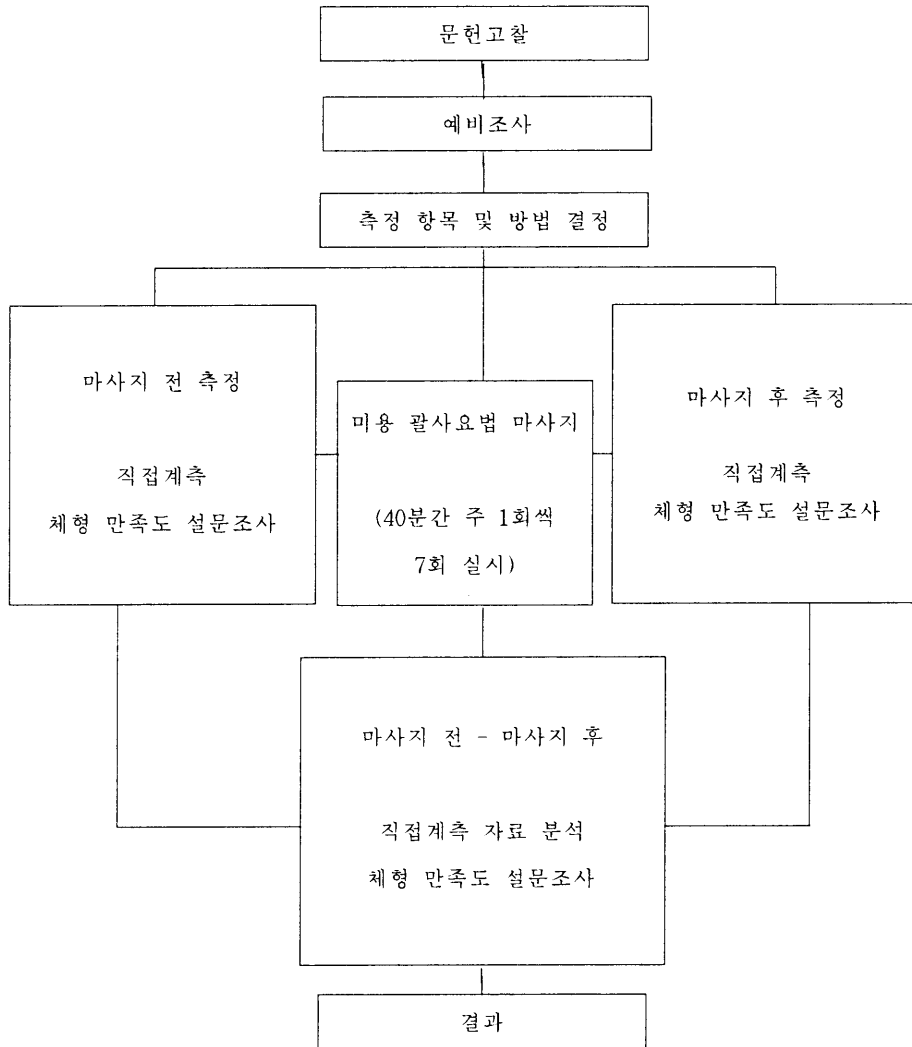 문헌고찰
예비조사
측정 항목 및 방법 결정
마사지 전 측정
직접계측
체형 만족도 설문조사
미용 괄사요법 마사지
(40분간 주 1회씩
7회 실시)
마사지 후 측정
직접계측
체형 만족도 설문조사
마사지 전 - 마사지 후
직접계측 자료 분석
체형 만족도 설문조사
결과